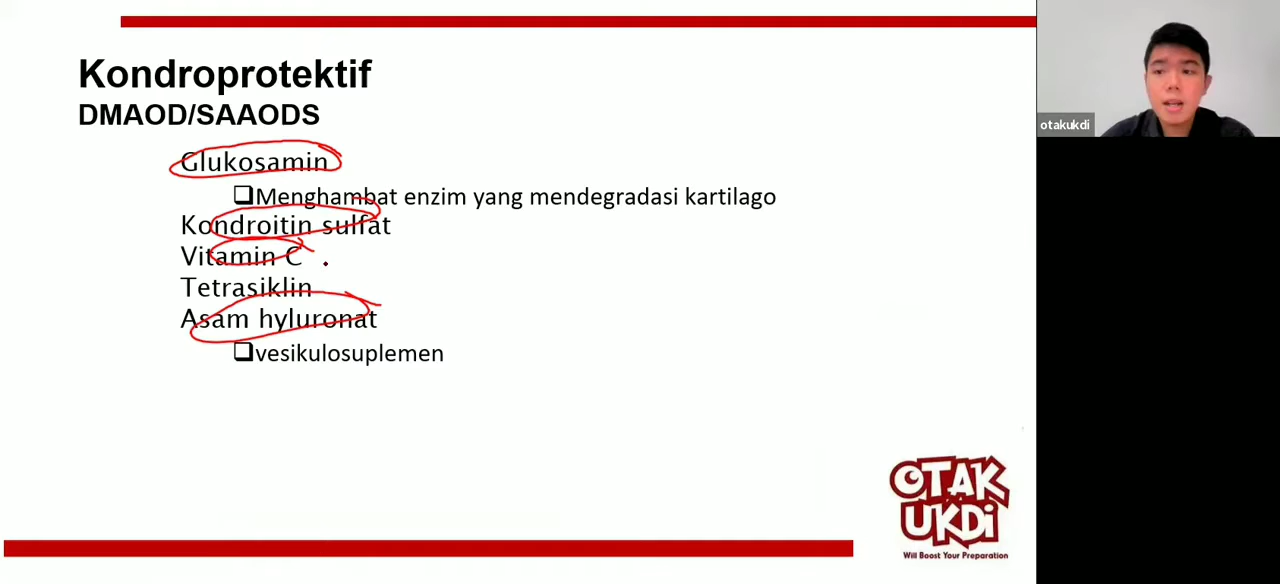 Kondroprotektif
DMAOD/SAAODS
Glukosamin
Menghambat enzim yang mendegradasi kartilago
Kondroitin sulfat
Vitamin C
Tetrasiklin
Asam hyluronat
vesikulosuplemen
otakukdi
OTAK
UKDi
Will Boost Your Preparation